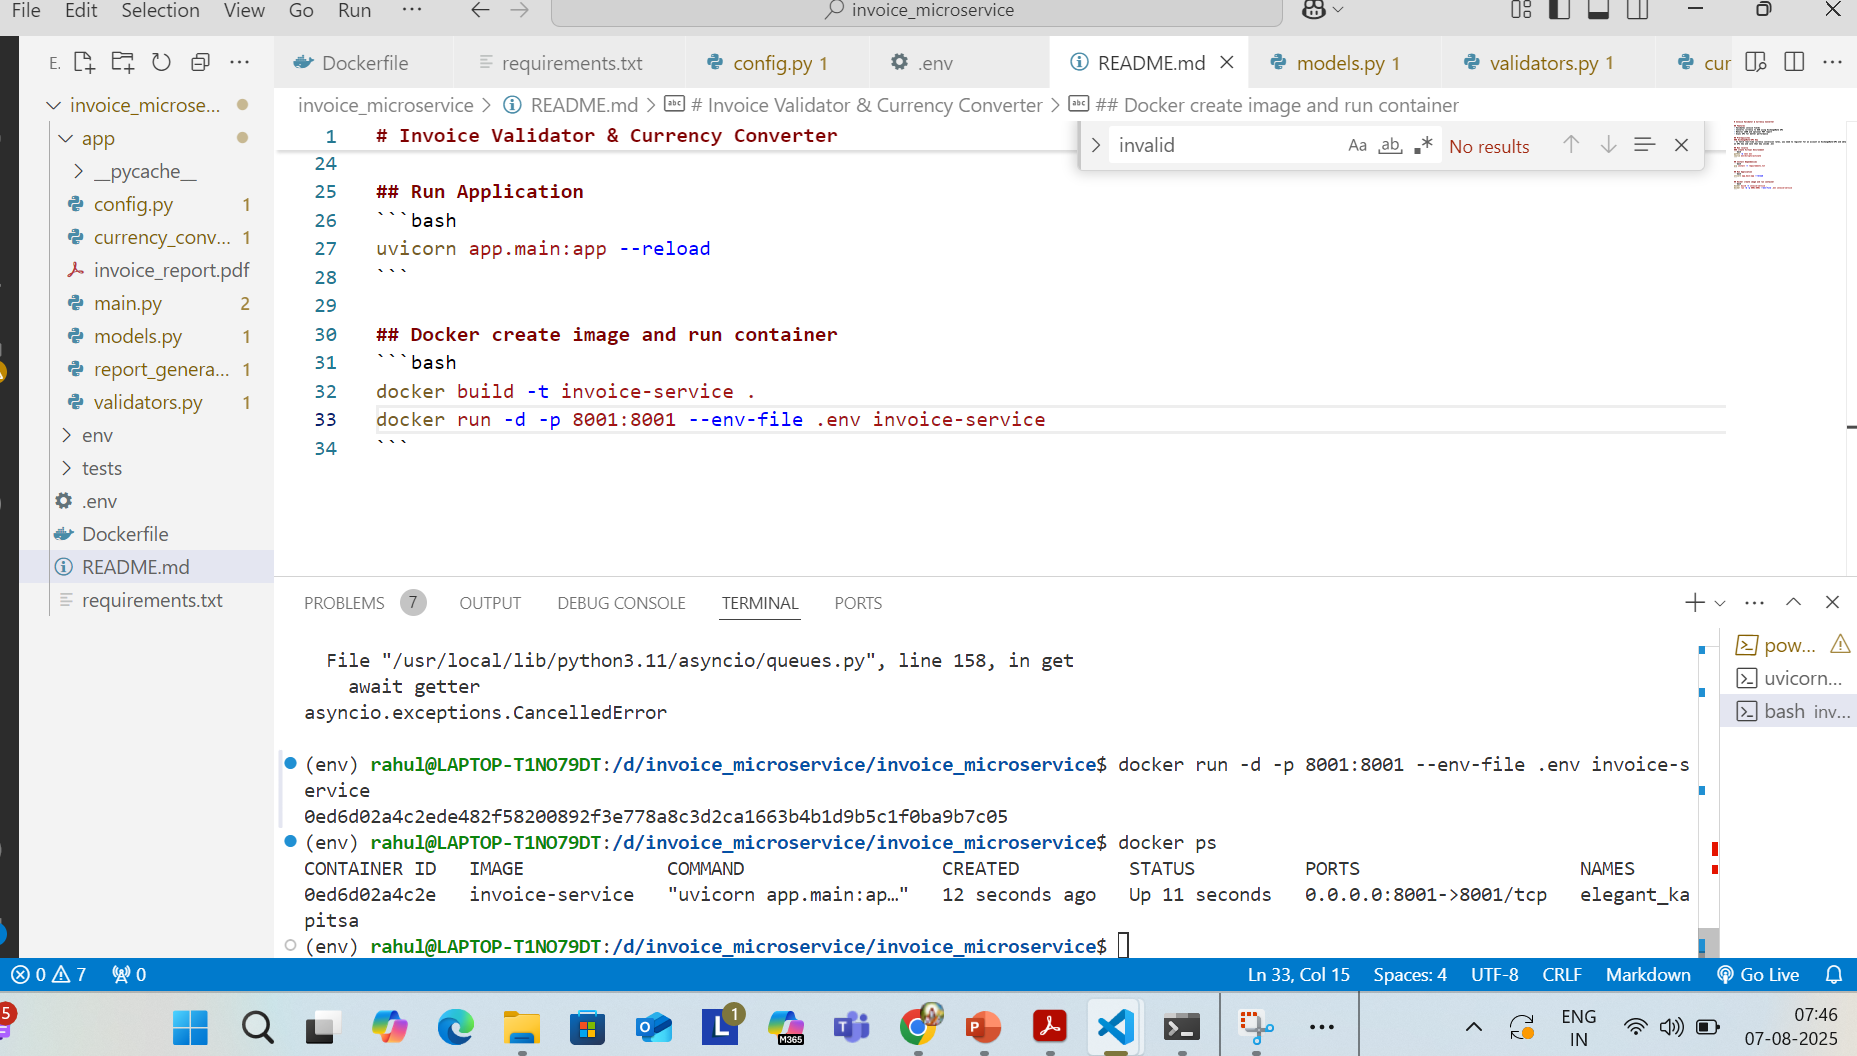 File Edit Selection View Go Run ··· invoice_microservice
E.
Dockerfile requirements.txt config.py 1 .env README.md models.py 1 validators.py 1 cur
invoice_microservice > README.md > # Invoice Validator & Currency Converter > ## Docker create image and run container
invoice_microse...
app
__pycache__
config.py 1
currency_conv... 1
invoice_report.pdf
main.py 2
models.py 1
report_genera... 1
validators.py 1
env
tests
.env
Dockerfile
README.md
requirements.txt
invalid Aa ab No results
1 # Invoice Validator & Currency Converter
24
25 ## Run Application
26 ```bash
27 uvicorn app.main:app --reload
28 ```
29
30 ## Docker create image and run container
31 ```bash
32 docker build -t invoice-service .
33 docker run -d -p 8001:8001 --env-file .env invoice-service
34 ```
PROBLEMS 7 OUTPUT DEBUG CONSOLE TERMINAL PORTS
File "/usr/local/lib/python3.11/asyncio/queues.py", line 158, in get
await getter
asyncio.exceptions.CancelledError
(env) rahul@LAPTOP-T1NO79DT:/d/invoice_microservice/invoice_microservice$ docker run -d -p 8001:8001 --env-file .env invoice-s
ervice
0ed6d02a4c2ede482f58200892f3e778a8c3d2ca1663b4b1d9b5c1f0ba9b7c05
(env) rahul@LAPTOP-T1NO79DT:/d/invoice_microservice/invoice_microservice$ docker ps
CONTAINER ID IMAGE COMMAND CREATED STATUS PORTS NAMES
0ed6d02a4c2e invoice-service "uvicorn app.main:ap…" 12 seconds ago Up 11 seconds 0.0.0.0:8001->8001/tcp elegant_ka
pitsa
(env) rahul@LAPTOP-T1NO79DT:/d/invoice_microservice/invoice_microservice$
pow...
uvicorn...
bash inv...
0 7 0 Ln 33, Col 15 Spaces: 4 UTF-8 CRLF Markdown Go Live
5 L 1 M365 P ENG
IN
07:46
07-08-2025